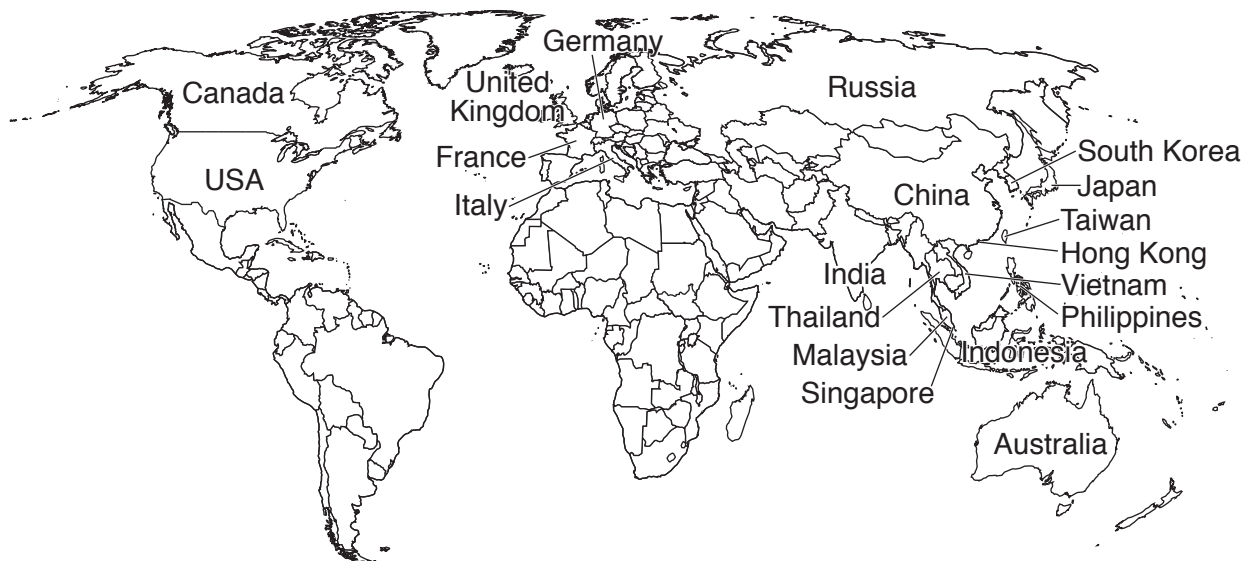 Germany
Canada
United
Kingdom
Russia
France
USA
Italy
China
South Korea
Japan
Taiwan
Hong Kong
India
Vietnam
Thailand
Philippines
Malaysia
Indonesia
Singapore
Australia